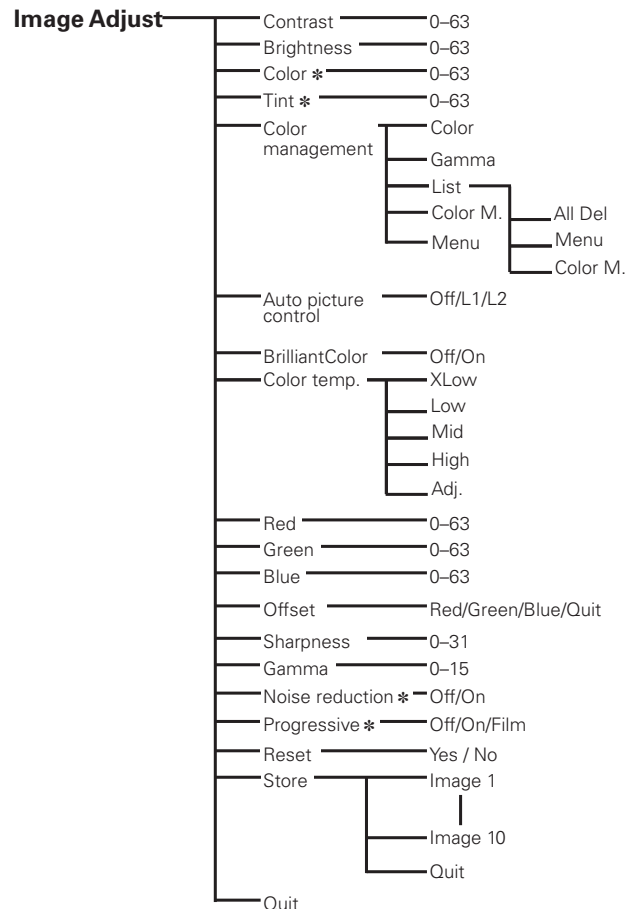 Image Adjust
Contrast 0–63
Brightness 0–63
Color ✻ 0–63
Tint ✻ 0–63
Color Color
management
Gamma
List
Color M. All Del
Menu Menu
Color M.
Auto picture Off/L1/L2
control
BrilliantColor Off/On
Color temp. XLow
Low
Mid
High
Adj.
Red 0–63
Green 0–63
Blue 0–63
Offset Red/Green/Blue/Quit
Sharpness 0–31
Gamma 0–15
Noise reduction ✻ Off/On
Progressive ✻ Off/On/Film
Reset Yes / No
Store Image 1
Image 10
Quit
Quit